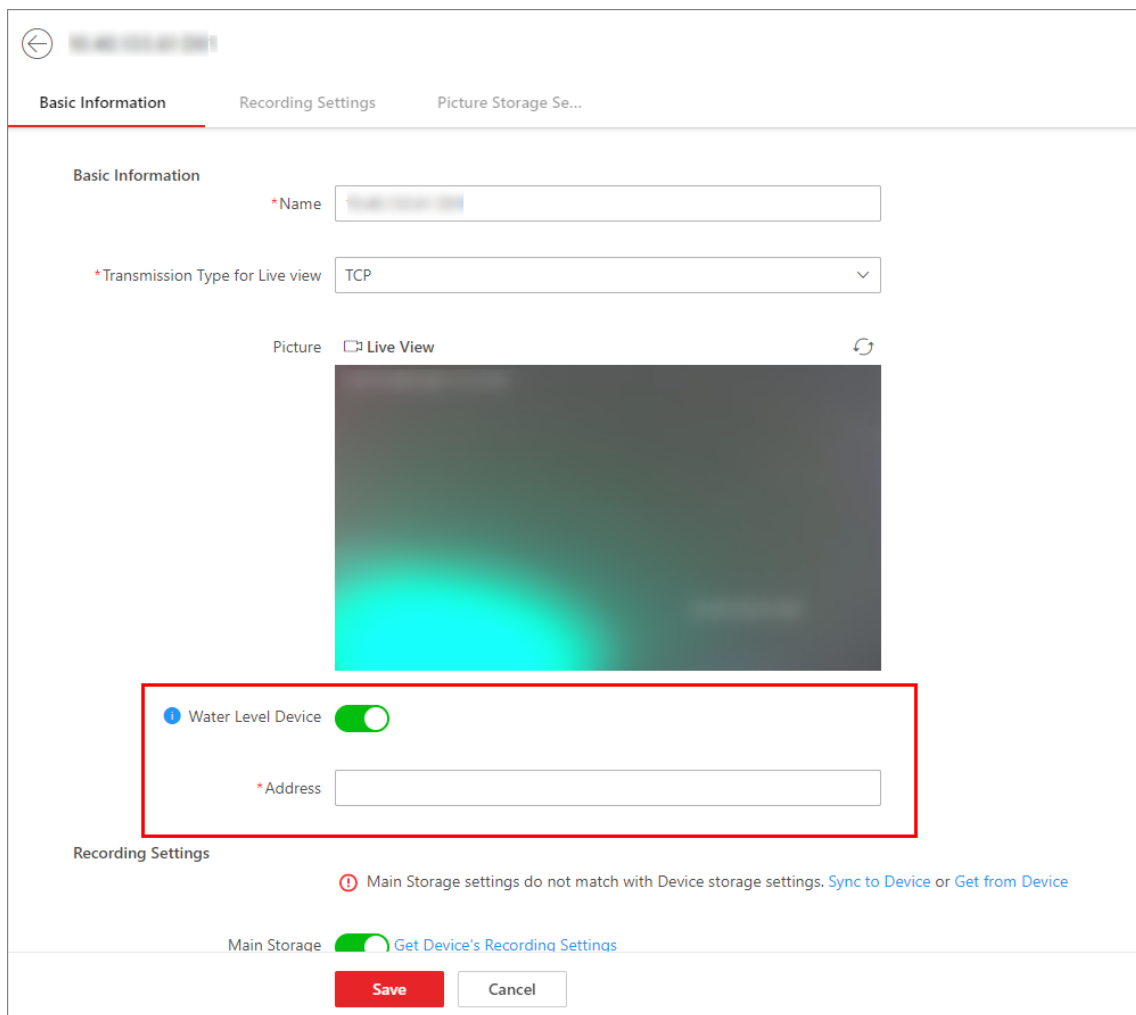 Basic Information Recording Settings Picture Storage Se...
Basic Information
*Name
*Transmission Type for Live view TCP
Picture Live View
Water Level Device
*Address
Recording Settings
Main Storage settings do not match with Device storage settings. Sync to Device or Get from Device
Main Storage Get Device's Recording Settings
Save Cancel